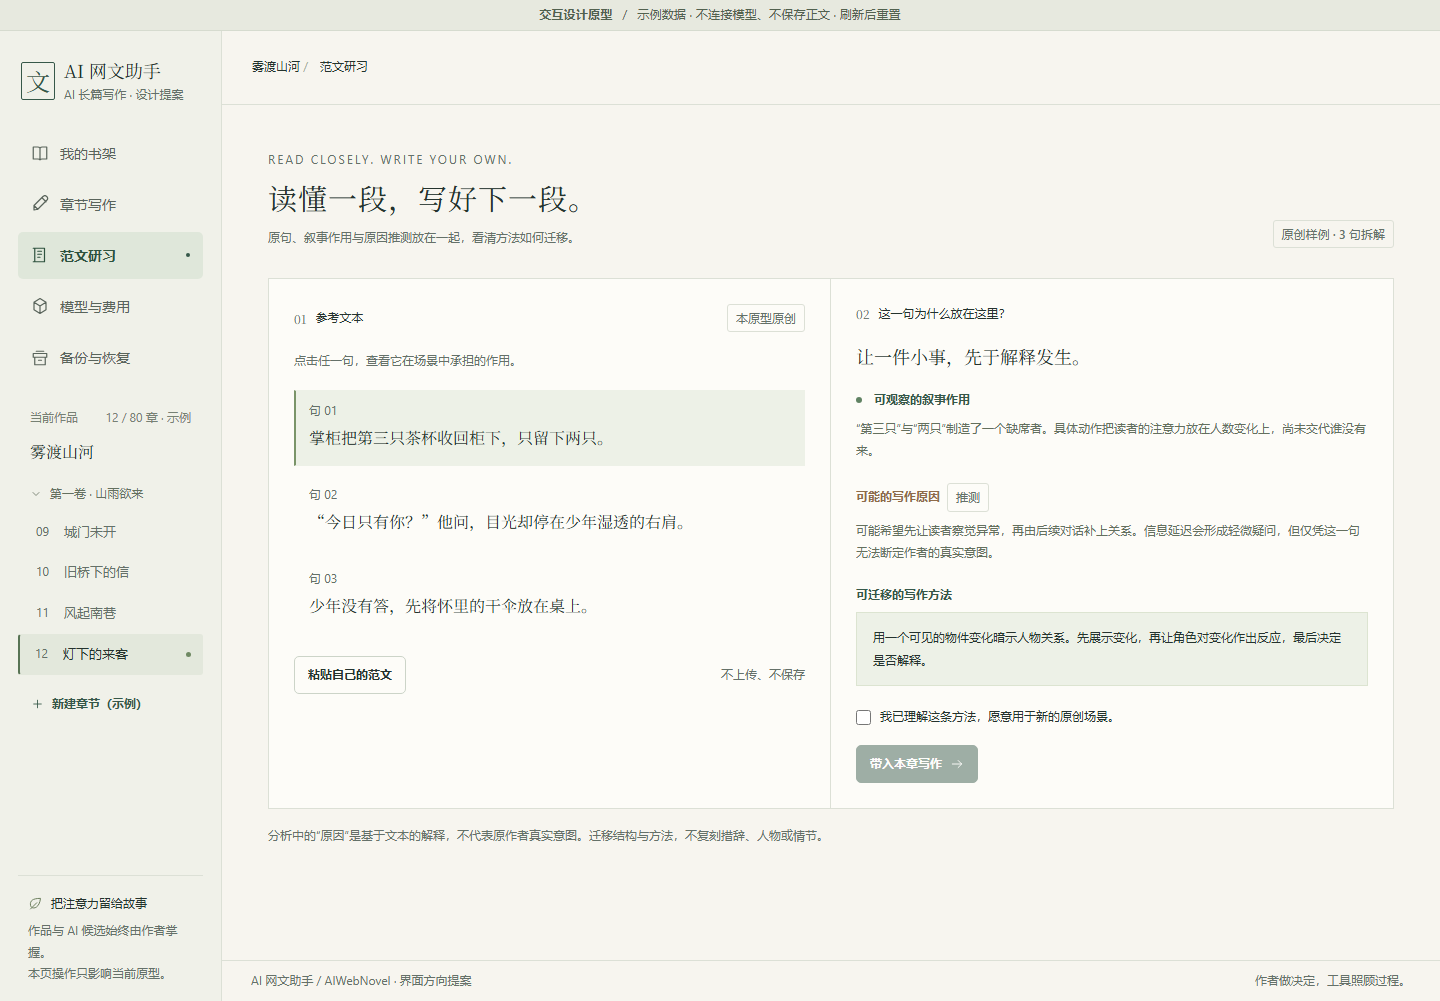 交互设计原型 / 示例数据 · 不连接模型、不保存正文 · 刷新后重置
文
AI 网文助手
AI 长篇写作 · 设计提案
我的书架
章节写作
范文研习
模型与费用
备份与恢复
当前作品 12 / 80 章 · 示例
雾渡山河
第一卷 · 山雨欲来
09 城门未开
10 旧桥下的信
11 风起南巷
12 灯下的来客
新建章节（示例）
把注意力留给故事
作品与 AI 候选始终由作者掌
握。
本页操作只影响当前原型。
雾渡山河 / 范文研习
READ CLOSELY. WRITE YOUR OWN.
读懂一段，写好下一段。
原句、叙事作用与原因推测放在一起，看清方法如何迁移。
原创样例 · 3 句拆解
01 参考文本
本原型原创
点击任一句，查看它在场景中承担的作用。
句 01
掌柜把第三只茶杯收回柜下，只留下两只。
句 02
“今日只有你？”他问，目光却停在少年湿透的右肩。
句 03
少年没有答，先将怀里的干伞放在桌上。
粘贴自己的范文
不上传、不保存
02 这一句为什么放在这里？
让一件小事，先于解释发生。
可观察的叙事作用
“第三只”与“两只”制造了一个缺席者。具体动作把读者的注意力放在人数变化上，尚未交代谁没有
来。
可能的写作原因 推测
可能希望先让读者察觉异常，再由后续对话补上关系。信息延迟会形成轻微疑问，但仅凭这一句
无法断定作者的真实意图。
可迁移的写作方法
用一个可见的物件变化暗示人物关系。先展示变化，再让角色对变化作出反应，最后决定
是否解释。
我已理解这条方法，愿意用于新的原创场景。
带入本章写作
分析中的“原因”是基于文本的解释，不代表原作者真实意图。迁移结构与方法，不复刻措辞、人物或情节。
AI 网文助手 / AIWebNovel · 界面方向提案
作者做决定，工具照顾过程。